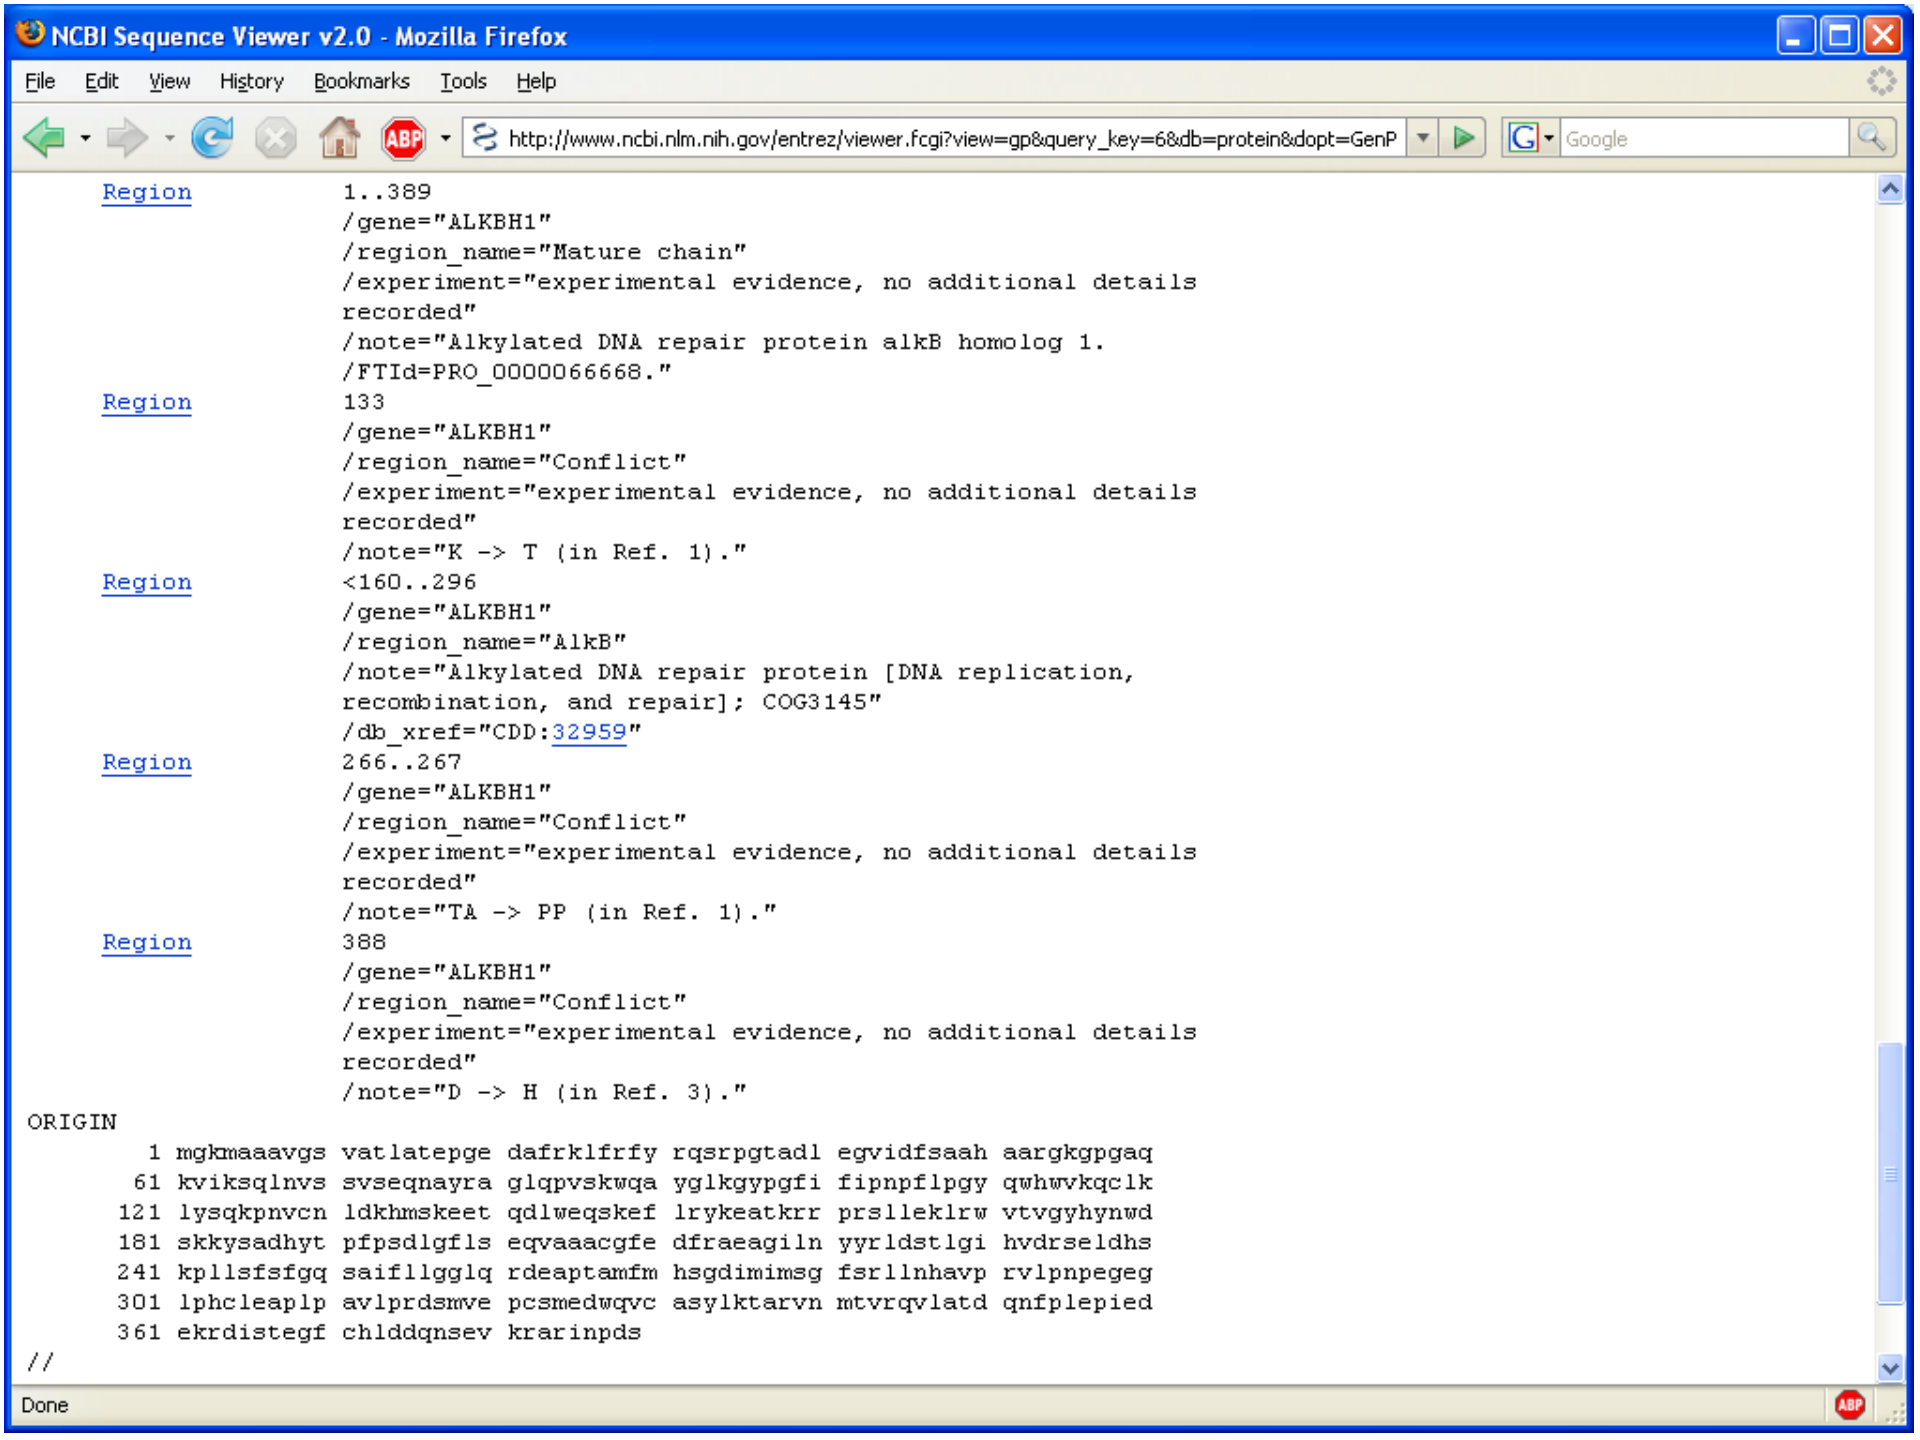 NCBI Sequence Viewer v2.0 - Mozilla Firefox
File Edit View History Bookmarks Tools Help
ABP http://www.ncbi.nlm.nih.gov/entrez/viewer.fcgi?view=gp&query_key=6&db=protein&dopt=GenP G Google
Region 1..389
/gene="ALKBH1"
/region_name="Mature chain"
/experiment="experimental evidence, no additional details
recorded"
/note="Alkylated DNA repair protein alkB homolog 1.
/FTId=PRO_0000066668."
Region 133
/gene="ALKBH1"
/region_name="Conflict"
/experiment="experimental evidence, no additional details
recorded"
/note="K -> T (in Ref. 1)."
Region <160..296
/gene="ALKBH1"
/region_name="AlkB"
/note="Alkylated DNA repair protein [DNA replication,
recombination, and repair]; COG3145"
/db_xref="CDD:32959"
Region 266..267
/gene="ALKBH1"
/region_name="Conflict"
/experiment="experimental evidence, no additional details
recorded"
/note="TA -> PP (in Ref. 1)."
Region 388
/gene="ALKBH1"
/region_name="Conflict"
/experiment="experimental evidence, no additional details
recorded"
/note="D -> H (in Ref. 3)."
ORIGIN
1 mgkmaaavgs vatlatepge dafrklfrfy rqsrpgtadl egvidfsaah aargkgpgaq
61 kviksqlnvs svseqnayra glqpvskwqa yglkgypgfi fipnpflpgy qwhwvkqclk
121 lysqkpnvcn ldkhmskeet qdlweqskef lrykeatkrr prslleklrw vtvgyhynwd
181 skkysadhyt pfpsdlgfls eqvaaacgfe dfraeagiln yyrldstlgi hvdrseldhs
241 kpllsfsfgq saifllgglq rdeaptamfm hsgdimimsg fsrllnhavp rvlpnpegeg
301 lphcleaplp avlprdsmve pcsmedwqvc asylktarvn mtvrqvlatd qnfplepied
361 ekrdistegf chlddqnsev krarinpds
//
Done ABP